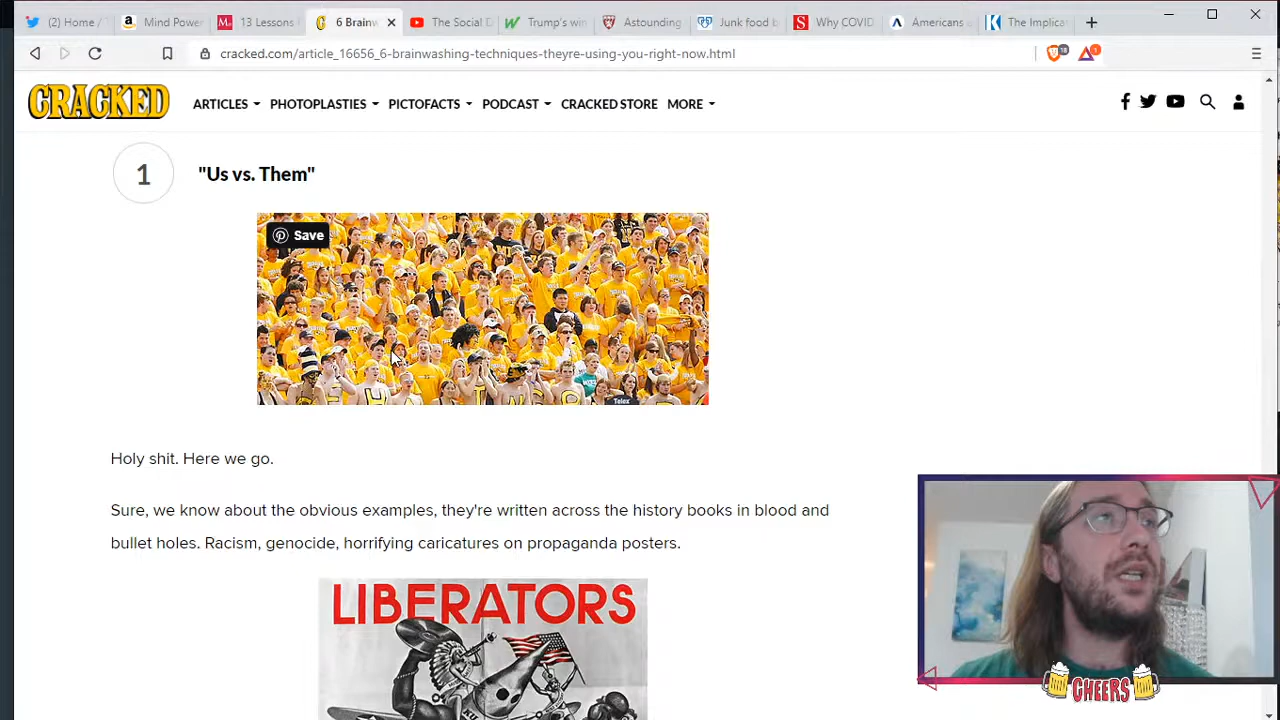 (2) Home /
Mind Power
13 Lessons
6 Brainw
The Social D
Trump's win
Astounding
Junk food b
Why COVID
Americans a
The Implica
cracked.com/article_16656_6-brainwashing-techniques-theyre-using-you-right-now.html
CRACKED
ARTICLES
PHOTOPLASTIES
PICTOFACTS
PODCAST
CRACKED STORE
MORE
1
"Us vs. Them"
Save
Telex
Holy shit. Here we go.
Sure, we know about the obvious examples, they're written across the history books in blood and
bullet holes. Racism, genocide, horrifying caricatures on propaganda posters.
LIBERATORS
CHEERS